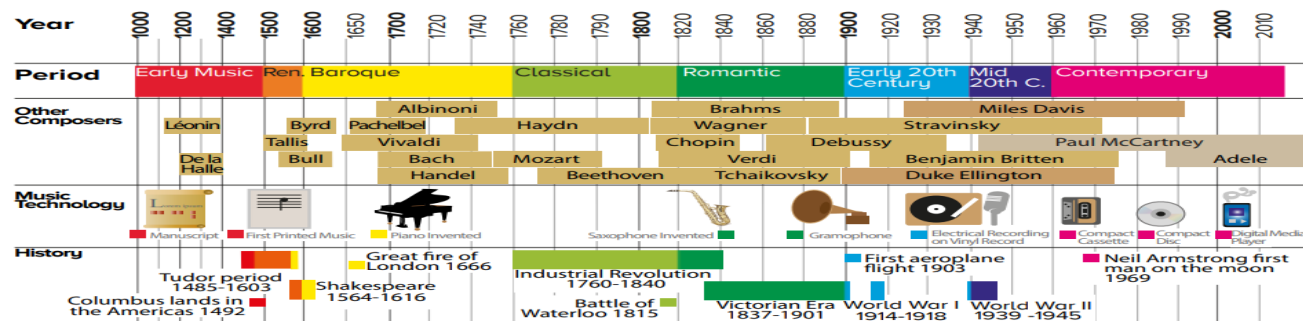 Year
1000
1200
1400
1500
1600
1650
1700
1720
1740
1760
1780
1790
1800
1820
1840
1860
1880
1900
1920
1940
1950
1960
1970
1980
1990
2000
2010
Period
Early Music
Ren.
Baroque
Classical
Romantic
Early 20th
Century
Mid
20th C.
Contemporary
Other
Composers
Albinoni
Brahms
Miles Davis
Léonin
Byrd
Pachelbel
Haydn
Wagner
Stravinsky
Tallis
Vivaldi
Chopin
Debussy
Paul McCartney
De la
Halle
Bull
Bach
Mozart
Verdi
Benjamin Britten
Adele
Handel
Beethoven
Tchaikovsky
Duke Ellington
Music
Technology
Manuscript
First Printed Music
Piano Invented
Saxophone Invented
Gramophone
Electrical Recording
on Vinyl Record
Compact
Cassette
Compact
Disc
Digital Media
Player
History
Tudor period
1485-1603
Great fire of
London 1666
Industrial Revolution
1760-1840
First aeroplane
flight 1903
Neil Armstrong first
man on the moon
1969
Columbus lands in
the Americas 1492
Shakespeare
1564-1616
Battle of
Waterloo 1815
Victorian Era
1837-1901
World War I
1914-1918
World War II
1939 -1945